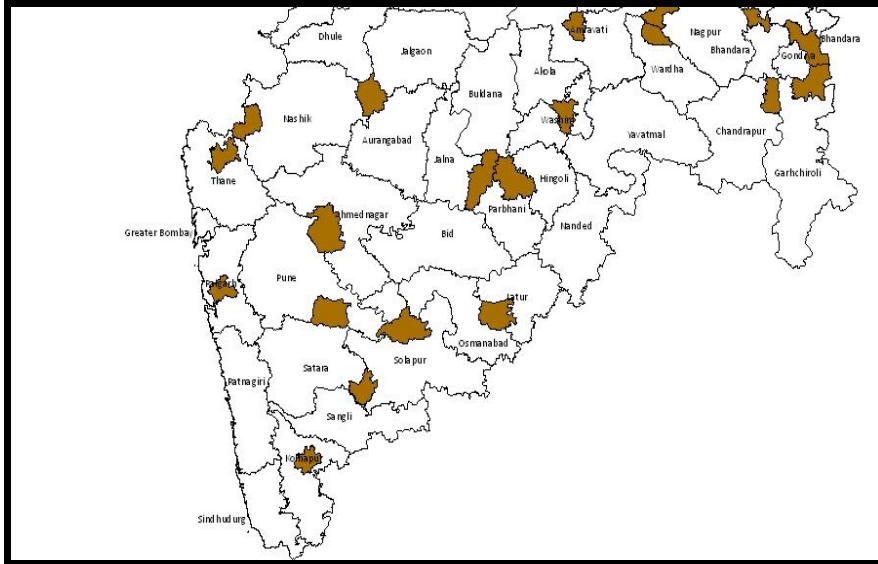 Dhule
Jalgaon
Amravati
Nagpur
Bhandara
Bhandara
Gondiya
Buldana
Akola
Wardha
Nashik
Aurangabad
Washim
Yavatmal
Chandrapur
Jalna
Thane
Hingoli
Garhchiroli
Ahmednagar
Parbhani
Greater Bombay
Bid
Nanded
Pune
Raigarh
Latur
Osmanabad
Satara
Solapur
Ratnagiri
Sangli
Kolhapur
Sindhudurg